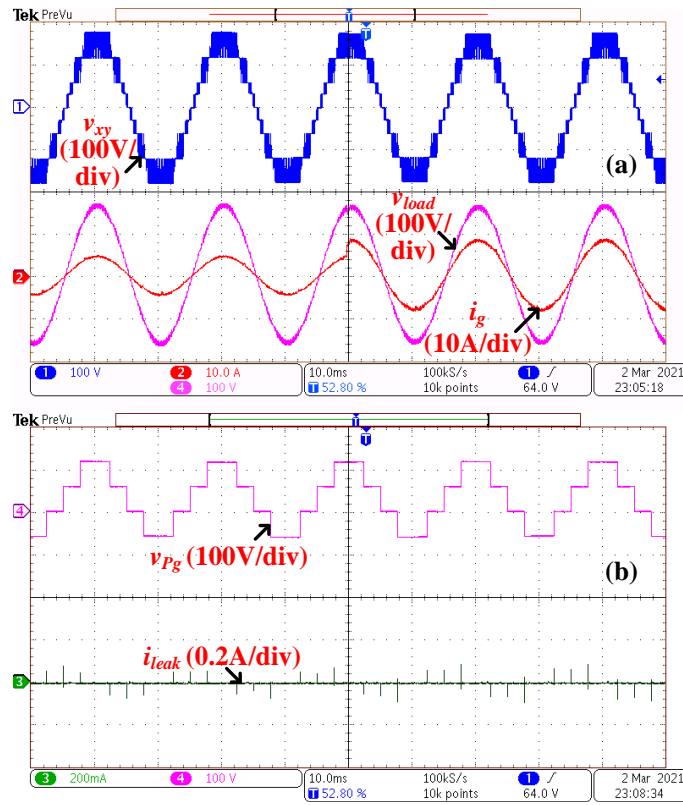 Tek PreVu
T
T
1
v_xy
(100V/
div)
(a)
v_load
(100V/
div)
2
i_g
(10A/div)
1 100 V
2 10.0 A
4 100 V
10.0ms
T 52.80 %
100kS/s
10k points
1
64.0 V
2 Mar 2021
23:05:18
Tek PreVu
T
T
4
v_Pg (100V/div)
(b)
i_leak (0.2A/div)
3
3 200mA
4 100 V
10.0ms
T 52.80 %
100kS/s
10k points
1
64.0 V
2 Mar 2021
23:08:34